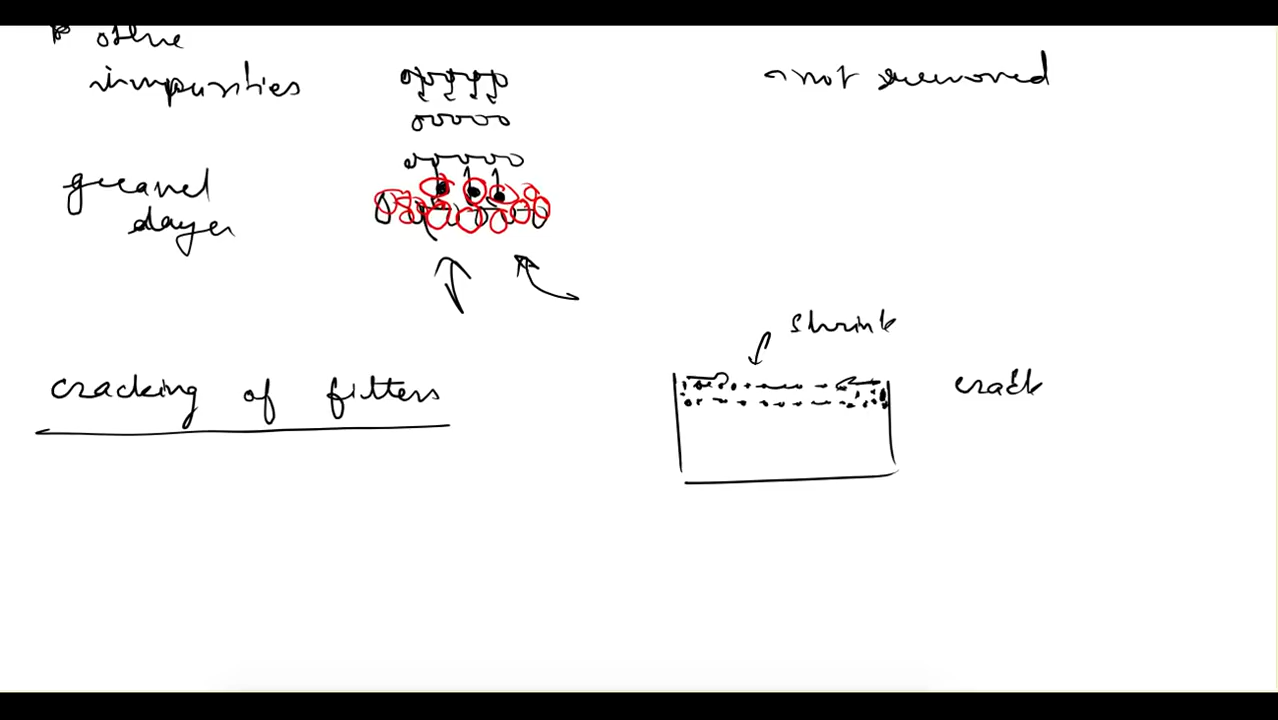 other
impurities
not removed
gravel
layer
shrink
cracking of filters
crack